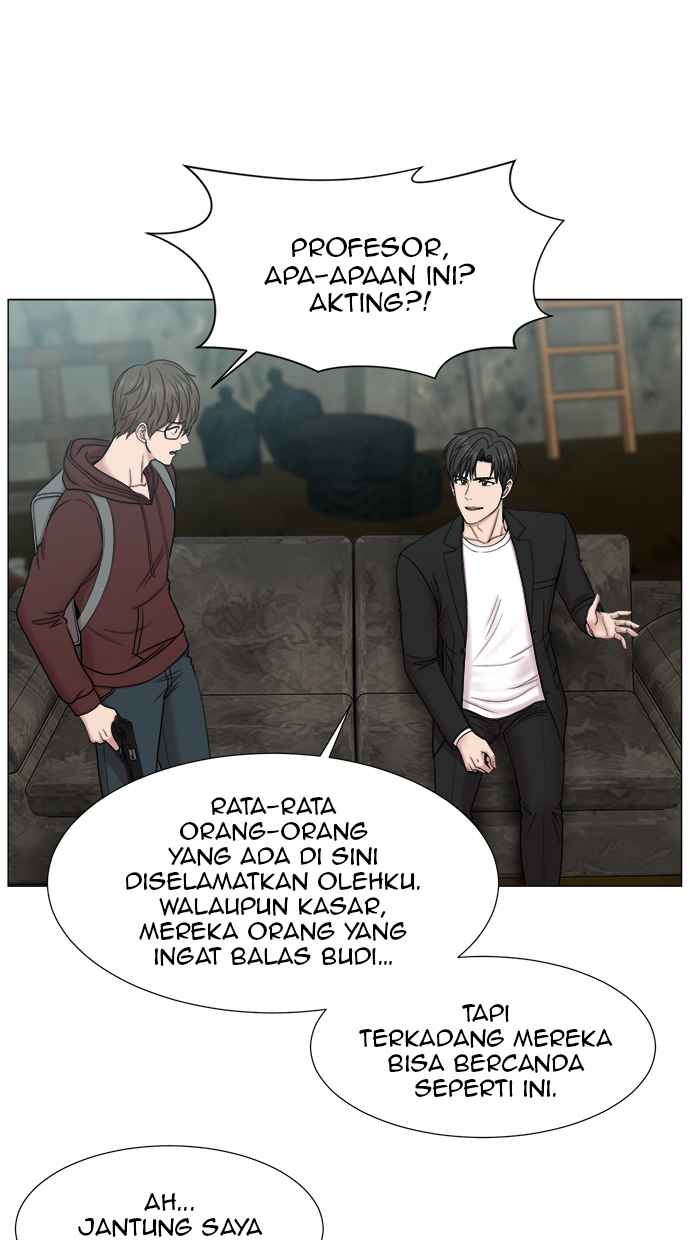 PROFESOR,
APA-APAAN INI?
AKTING?!
RATA-RATA
ORANG-ORANG
YANG ADA DI SINI
DISELAMATKAN OLEHKU.
WALAUPUN KASAR,
MEREKA ORANG YANG
INGAT BALAS BUDI...
TAPI
TERKADANG MEREKA
BISA BERCANDA
SEPERTI INI.
AH...
JANTUNG SAYA